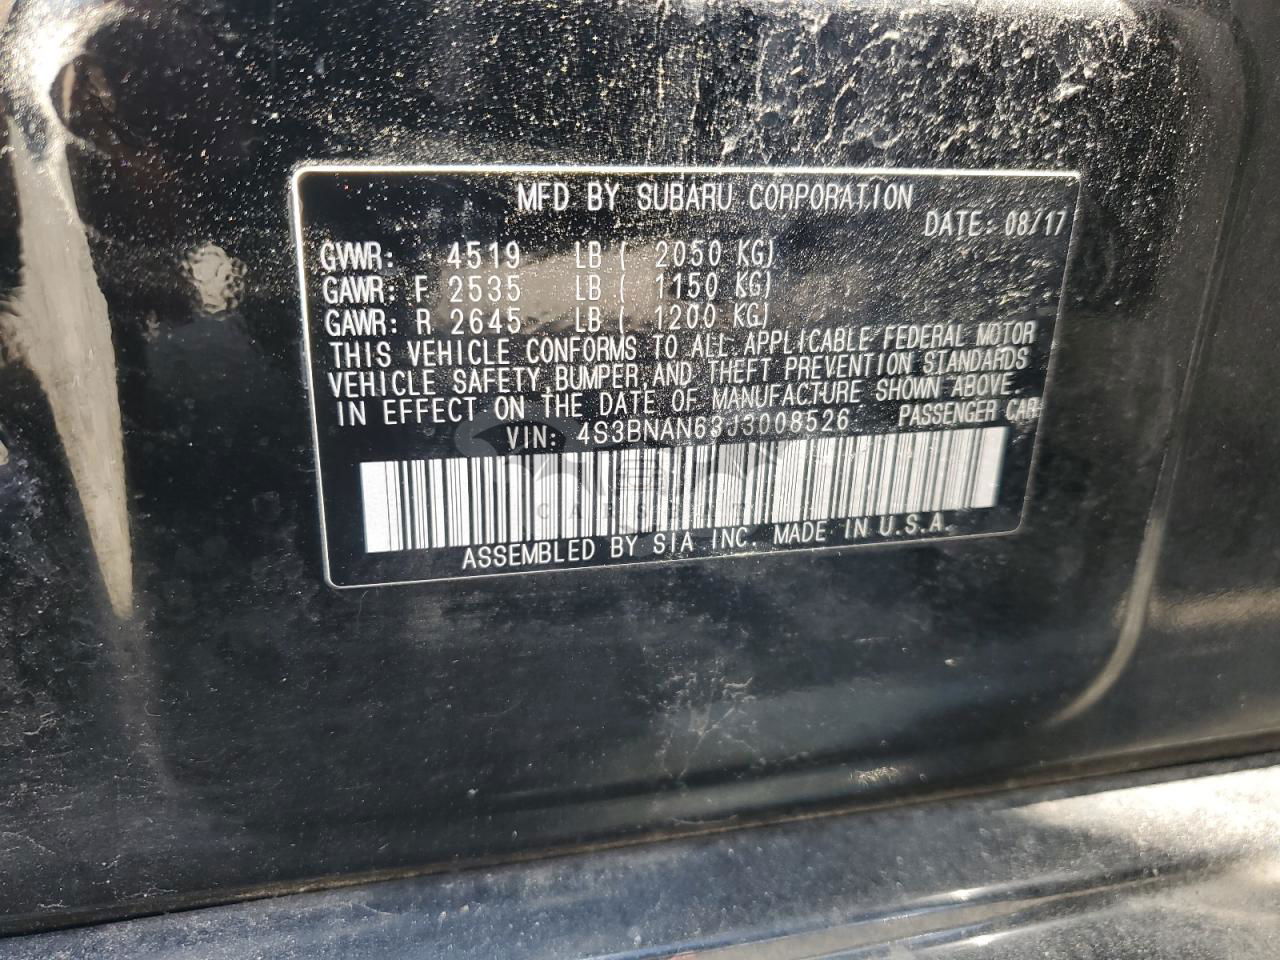 MFD BY SUBARU CORPORATION
DATE: 08/17
GVWR: 4519 LB ( 2050 KG)
GAWR: F 2535 LB ( 1150 KG)
GAWR: R 2645 LB ( 1200 KG)
THIS VEHICLE CONFORMS TO ALL APPLICABLE FEDERAL MOTOR
VEHICLE SAFETY, BUMPER, AND THEFT PREVENTION STANDARDS
IN EFFECT ON THE DATE OF MANUFACTURE SHOWN ABOVE.
VIN: 4S3BNAN63J3008526 PASSENGER CAR
ASSEMBLED BY SIA INC. MADE IN U.S.A.